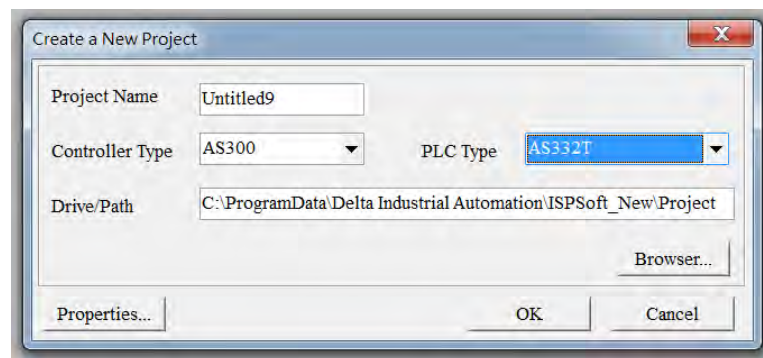 Create a New Project
Project Name Untitled9
Controller Type AS300 PLC Type AS332T
Drive/Path C:\ProgramData\Delta Industrial Automation\ISPSoft_New\Project
Browser...
Properties... OK Cancel